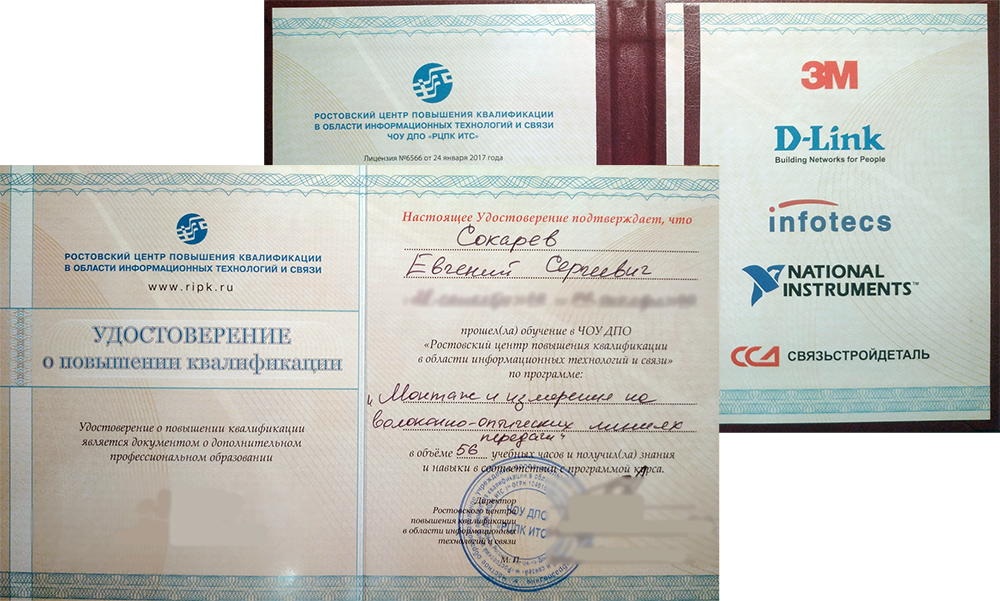 РОСТОВСКИЙ ЦЕНТР ПОВЫШЕНИЯ КВАЛИФИКАЦИИ
В ОБЛАСТИ ИНФОРМАЦИОННЫХ ТЕХНОЛОГИЙ И СВЯЗИ
ЧОУ ДПО «РЦПК ИТС»
Лицензия №6566 от 24 января 2017 года
3M
D-Link
Building Networks for People
infotecs
NATIONAL
INSTRUMENTS™
ССД СВЯЗЬСТРОЙДЕТАЛЬ
РОСТОВСКИЙ ЦЕНТР ПОВЫШЕНИЯ КВАЛИФИКАЦИИ
В ОБЛАСТИ ИНФОРМАЦИОННЫХ ТЕХНОЛОГИЙ И СВЯЗИ
www.ripk.ru
УДОСТОВЕРЕНИЕ
о повышении квалификации
Удостоверение о повышении квалификации
является документом о дополнительном
профессиональном образовании
Настоящее Удостоверение подтверждает, что
Сокарев
Евгений Сергеевич
прошел(ла) обучение в ЧОУ ДПО
«Ростовский центр повышения квалификации
в области информационных технологий и связи»
по программе:
„Монтаж и измерение на
волоконно-оптических линиях
передачи“
в объёме 56 учебных часов и получил(ла) знания
и навыки в соответствии с программой курса.
Директор
Ростовского центра
повышения квалификации
в области информационных
технологий и связи
М. П.
ЧОУ ДПО
"РЦПК ИТС"